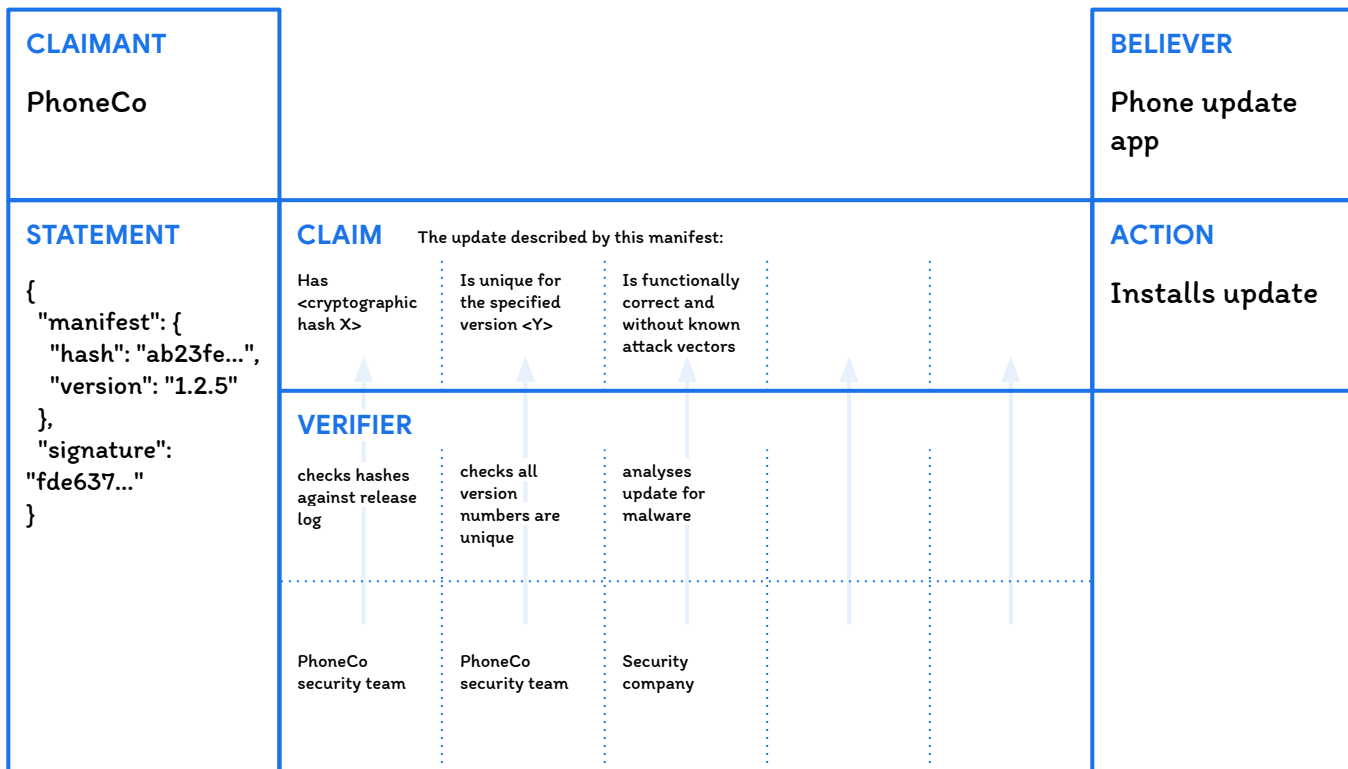 CLAIMANT
PhoneCo
BELIEVER
Phone update
app
STATEMENT
{
"manifest": {
"hash": "ab23fe...",
"version": "1.2.5"
},
"signature":
"fde637..."
}
CLAIM
The update described by this manifest:
Has
<cryptographic
hash X>
Is unique for
the specified
version <Y>
Is functionally
correct and
without known
attack vectors
ACTION
Installs update
VERIFIER
checks hashes
against release
log
checks all
version
numbers are
unique
analyses
update for
malware
PhoneCo
security team
PhoneCo
security team
Security
company